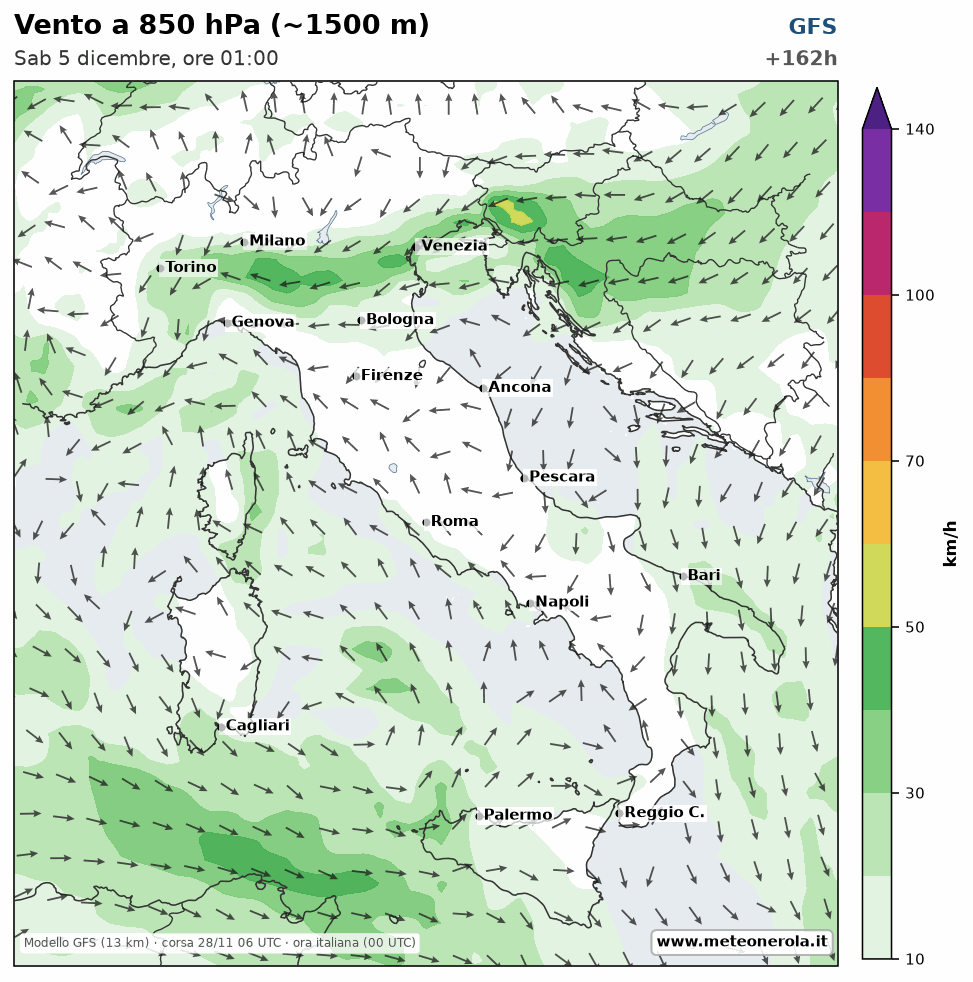 Vento a 850 hPa (~1500 m)
GFS
Sab 5 dicembre, ore 01:00
+162h
140
100
70
50
30
10
km/h
Milano
Venezia
Torino
Genova
Bologna
Firenze
Ancona
Pescara
Roma
Bari
Napoli
Cagliari
Palermo
Reggio C.
Modello GFS (13 km) · corsa 28/11 06 UTC · ora italiana (00 UTC)
www.meteonerola.it